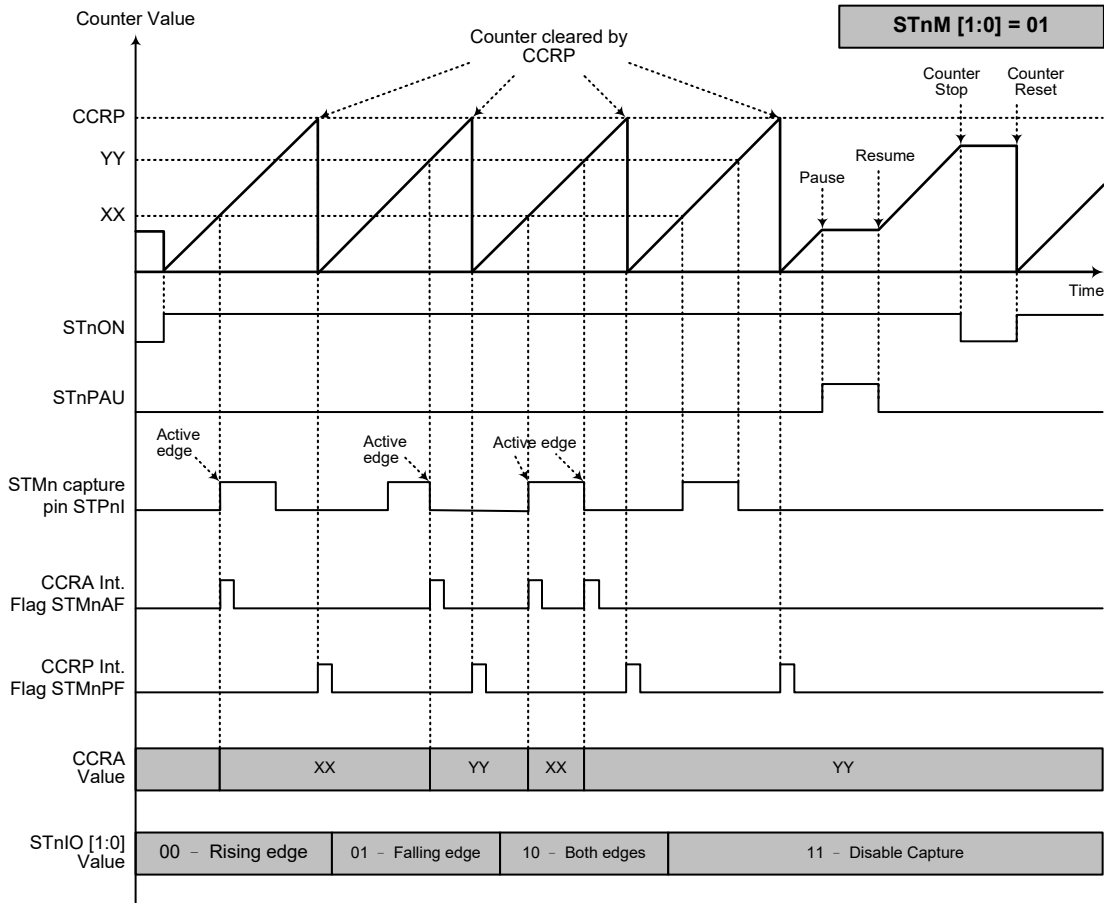 Counter Value
STnM [1:0] = 01
Counter cleared by
CCRP
Counter
Stop
Counter
Reset
CCRP
YY
Resume
Pause
XX
Time
STnON
STnPAU
Active
edge
Active
edge
Active edge
STMn capture
pin STPnI
CCRA Int.
Flag STMnAF
CCRP Int.
Flag STMnPF
CCRA
Value
XX
YY
XX
YY
STnIO [1:0]
Value
00 - Rising edge
01 - Falling edge
10 - Both edges
11 - Disable Capture